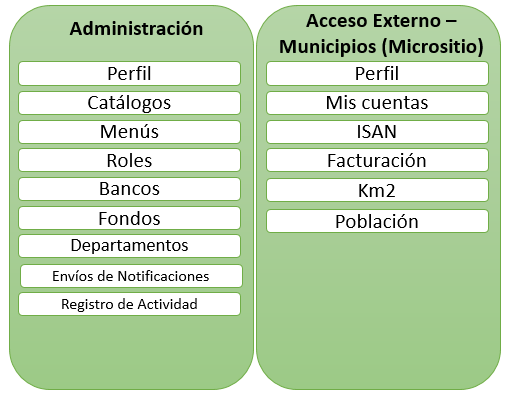 Administración
Perfil
Catálogos
Menús
Roles
Bancos
Fondos
Departamentos
Envíos de Notificaciones
Registro de Actividad
Acceso Externo –
Municipios (Micrositio)
Perfil
Mis cuentas
ISAN
Facturación
Km2
Población